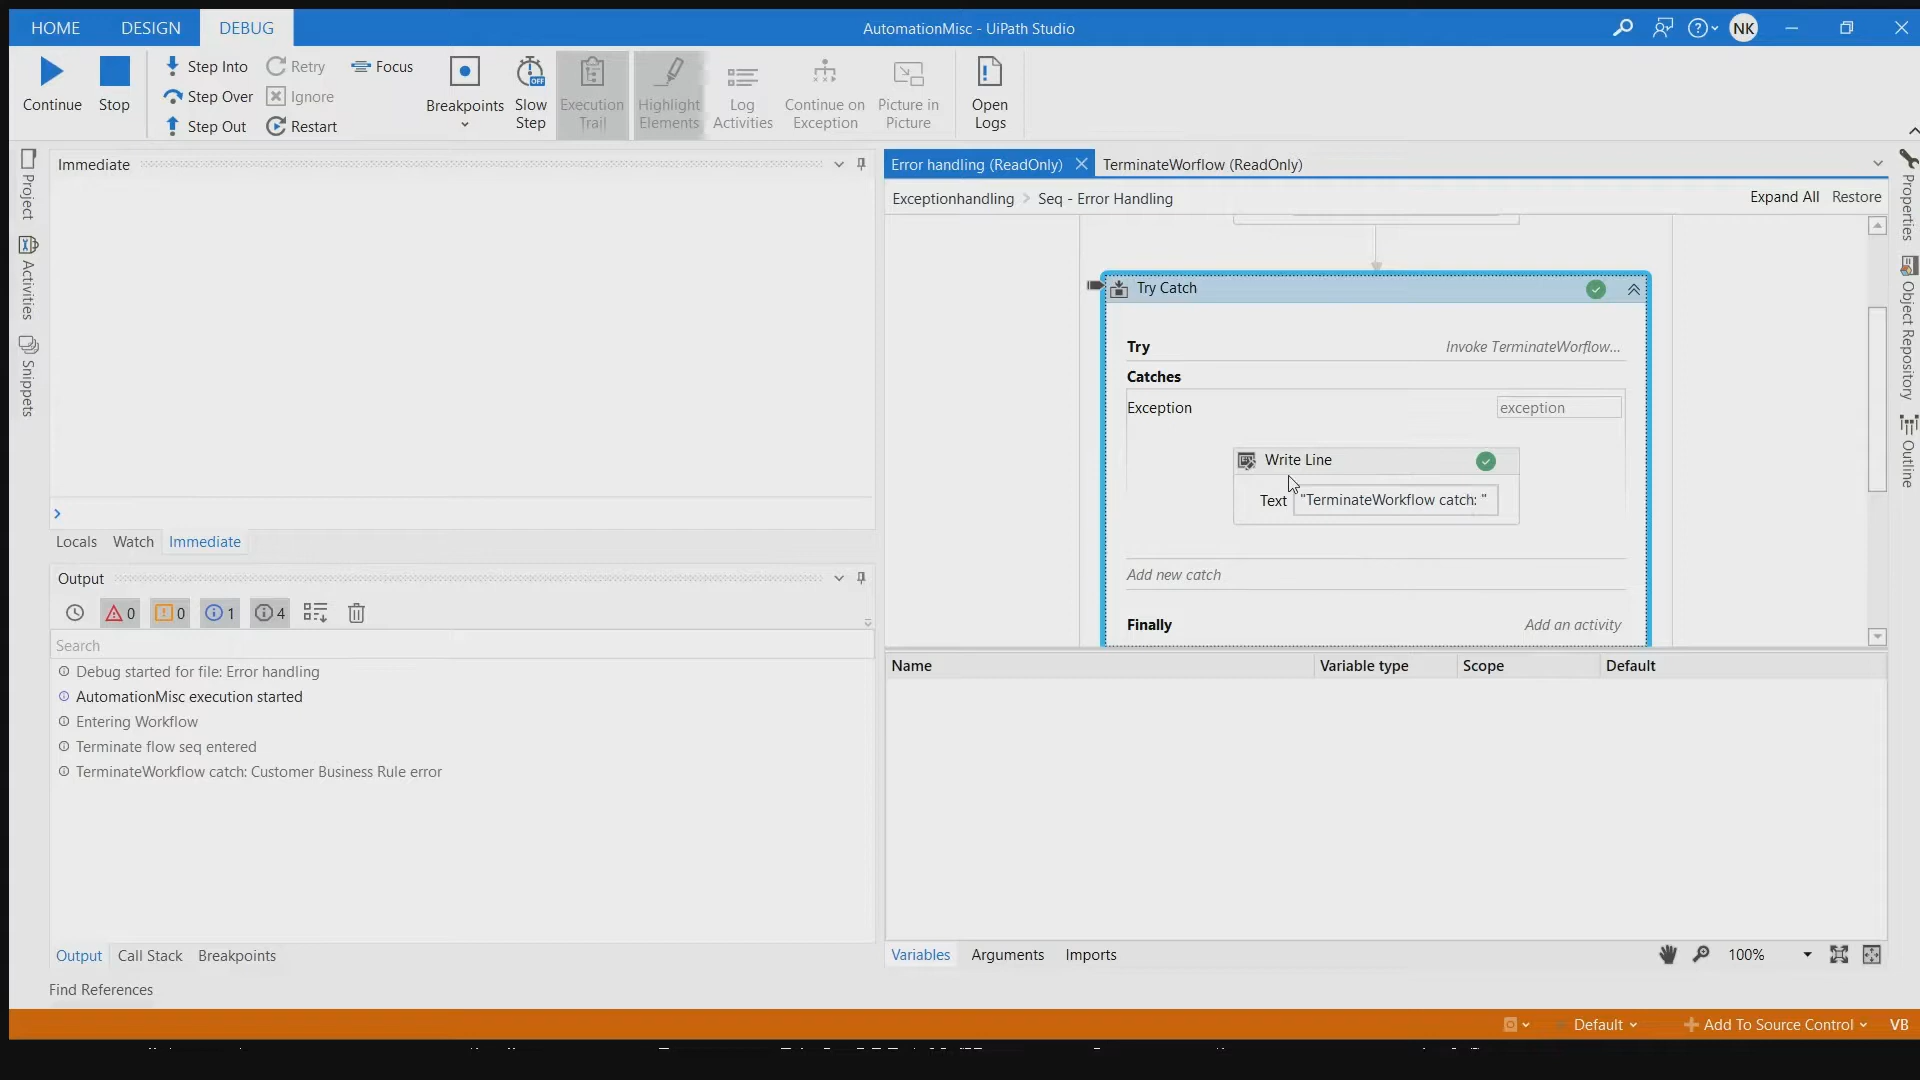 HOME DESIGN DEBUG AutomationMisc - UiPath Studio NK
Continue Stop Step Into Step Over Step Out Retry Ignore Restart Focus Breakpoints Slow Step OFF Execution Trail Highlight Elements Log Activities Continue on Exception Picture in Picture Open Logs
Project
Activities
Snippets
Immediate
>
Locals Watch Immediate
Output
0 0 1 4
Search
Debug started for file: Error handling
AutomationMisc execution started
Entering Workflow
Terminate flow seq entered
TerminateWorkflow catch: Customer Business Rule error
Output Call Stack Breakpoints
Find References
Error handling (ReadOnly) TerminateWorflow (ReadOnly)
Exceptionhandling > Seq - Error Handling Expand All Restore
Try Catch
Try Invoke TerminateWorflow...
Catches
Exception exception
Write Line
Text "TerminateWorkflow catch: "
Add new catch
Finally Add an activity
Name Variable type Scope Default
Variables Arguments Imports 100%
Properties
Object Repository
Outline
Default Add To Source Control VB